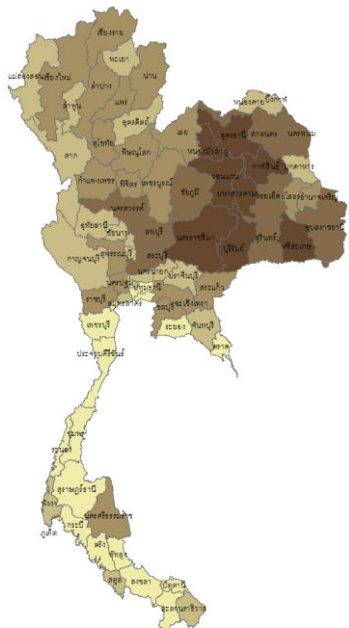 เชียงราย
แม่ฮ่องสอน
เชียงใหม่
พะเยา
น่าน
ลำปาง
ลำพูน
แพร่
อุตรดิตถ์
หนองคาย
บึงกาฬ
เลย
อุดรธานี
สกลนคร
นครพนม
สุโขทัย
ตาก
พิษณุโลก
หนองบัวลำภู
กาฬสินธุ์
มุกดาหาร
กำแพงเพชร
พิจิตร
เพชรบูรณ์
ขอนแก่น
ชัยภูมิ
มหาสารคาม
ร้อยเอ็ด
ยโสธร
อำนาจเจริญ
นครสวรรค์
อุทัยธานี
ชัยนาท
ลพบุรี
นครราชสีมา
บุรีรัมย์
สุรินทร์
ศรีสะเกษ
อุบลราชธานี
กาญจนบุรี
สุพรรณบุรี
สระบุรี
นครนายก
ปราจีนบุรี
สระแก้ว
นครปฐม
ปทุมธานี
ราชบุรี
สมุทรสาคร
ฉะเชิงเทรา
ชลบุรี
เพชรบุรี
ระยอง
จันทบุรี
ตราด
ประจวบคีรีขันธ์
ชุมพร
ระนอง
สุราษฎร์ธานี
พังงา
นครศรีธรรมราช
กระบี่
ภูเก็ต
ตรัง
พัทลุง
สตูล
สงขลา
ปัตตานี
ยะลา
นราธิวาส